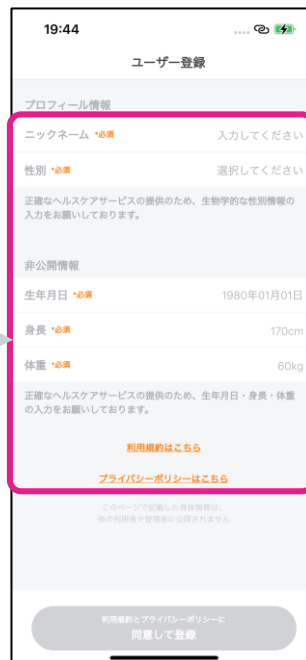 19:44
ユーザー登録
プロフィール情報
ニックネーム *必須 入力してください
性別 *必須 選択してください
正確なヘルスケアサービスの提供のため、生物学的な性別情報の
入力をお願いしております。
非公開情報
生年月日 *必須 1980年01月01日
身長 *必須 170cm
体重 *必須 60kg
正確なヘルスケアサービスの提供のため、生年月日・身長・体重
の入力をお願いしております。
利用規約はこちら
プライバシーポリシーはこちら
このページで記載した身体情報は、
他の利用者や管理者に公開されません
利用規約とプライバシーポリシーに
同意して登録